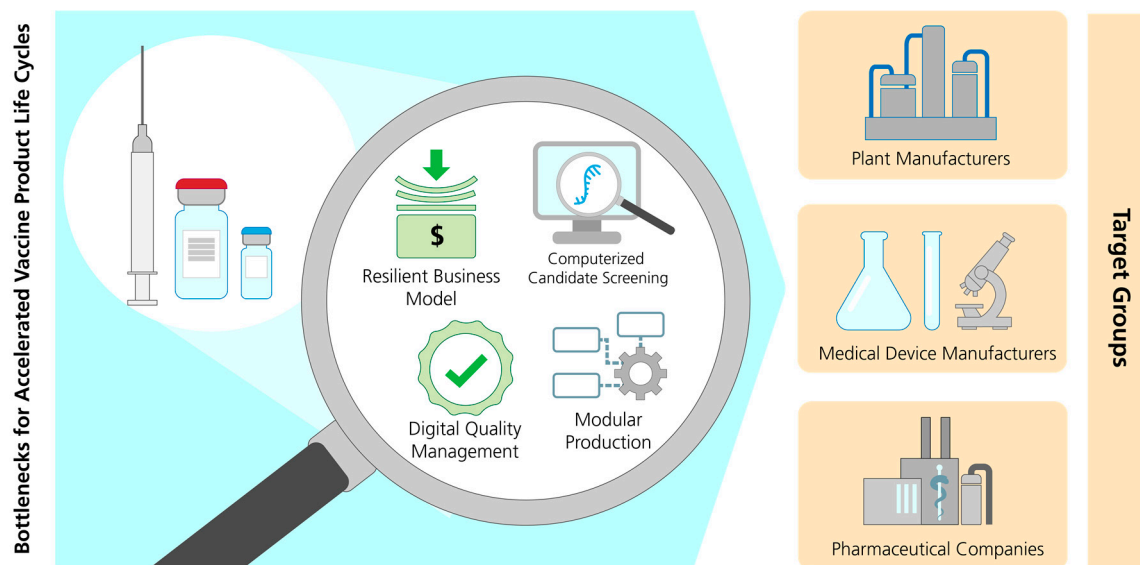 Bottlenecks for Accelerated Vaccine Product Life Cycles
$
Resilient Business
Model
Computerized
Candidate Screening
Digital Quality
Management
Modular
Production
Plant Manufacturers
Medical Device Manufacturers
Pharmaceutical Companies
Target Groups